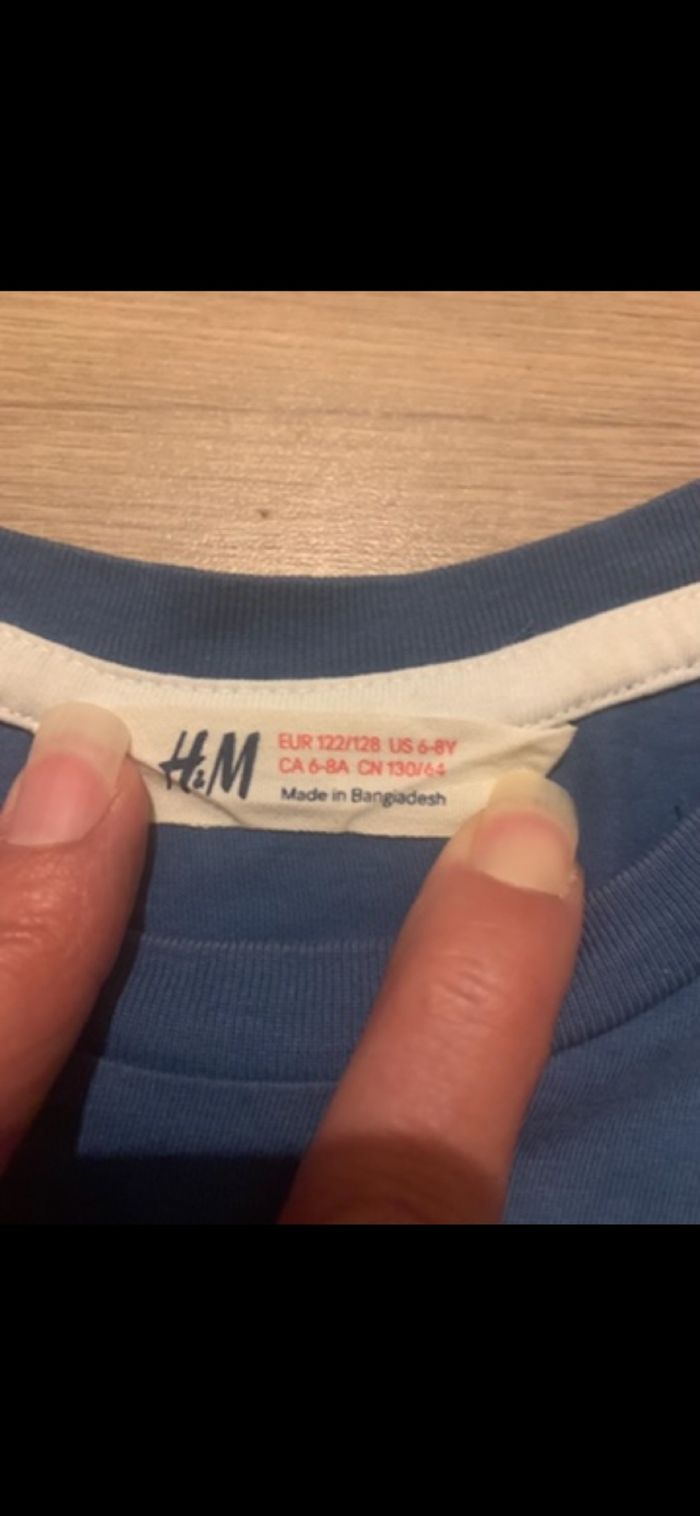 H&M
EUR 122/128 US 6-8Y
CA 6-8A CN 130/64
Made in Bangladesh